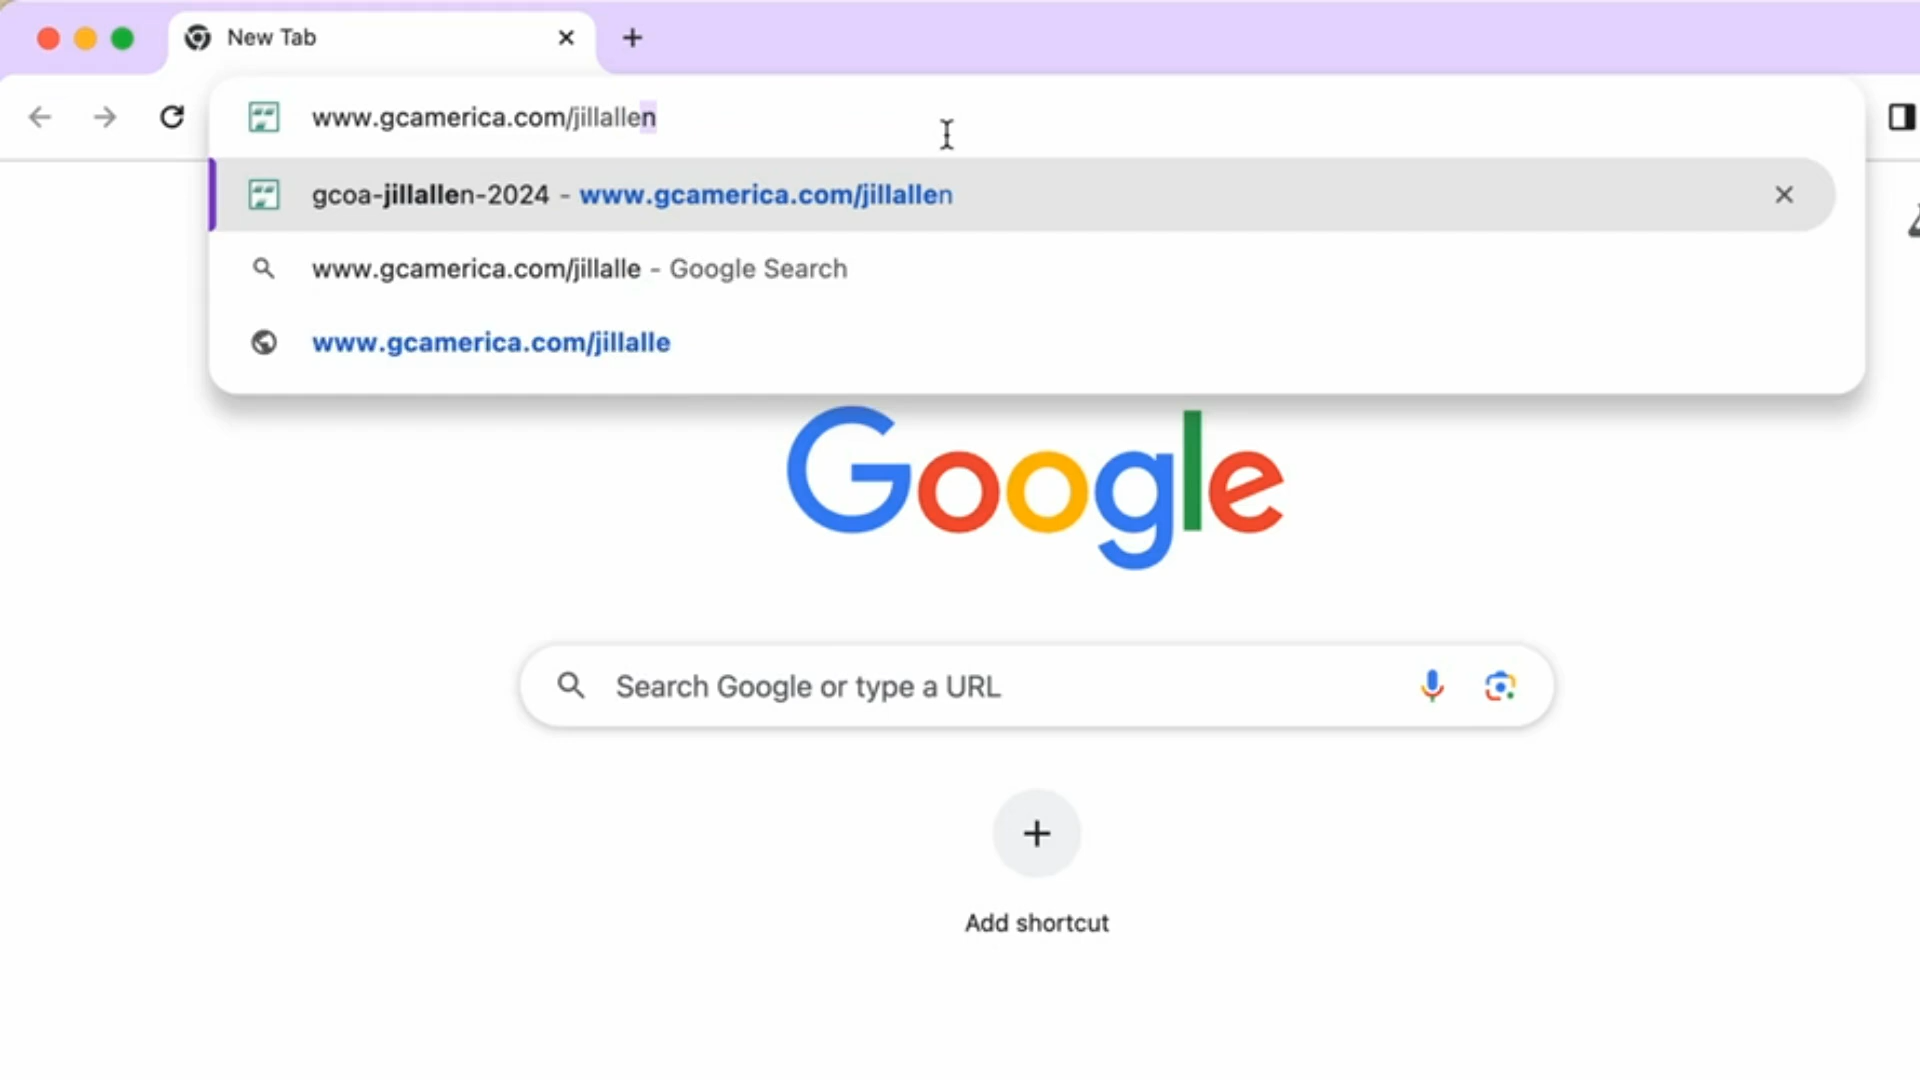 New Tab
www.gcamerica.com/jillallen
gcoa-jillallen-2024 - www.gcamerica.com/jillallen
www.gcamerica.com/jillalle - Google Search
www.gcamerica.com/jillalle
Google
Search Google or type a URL
Add shortcut